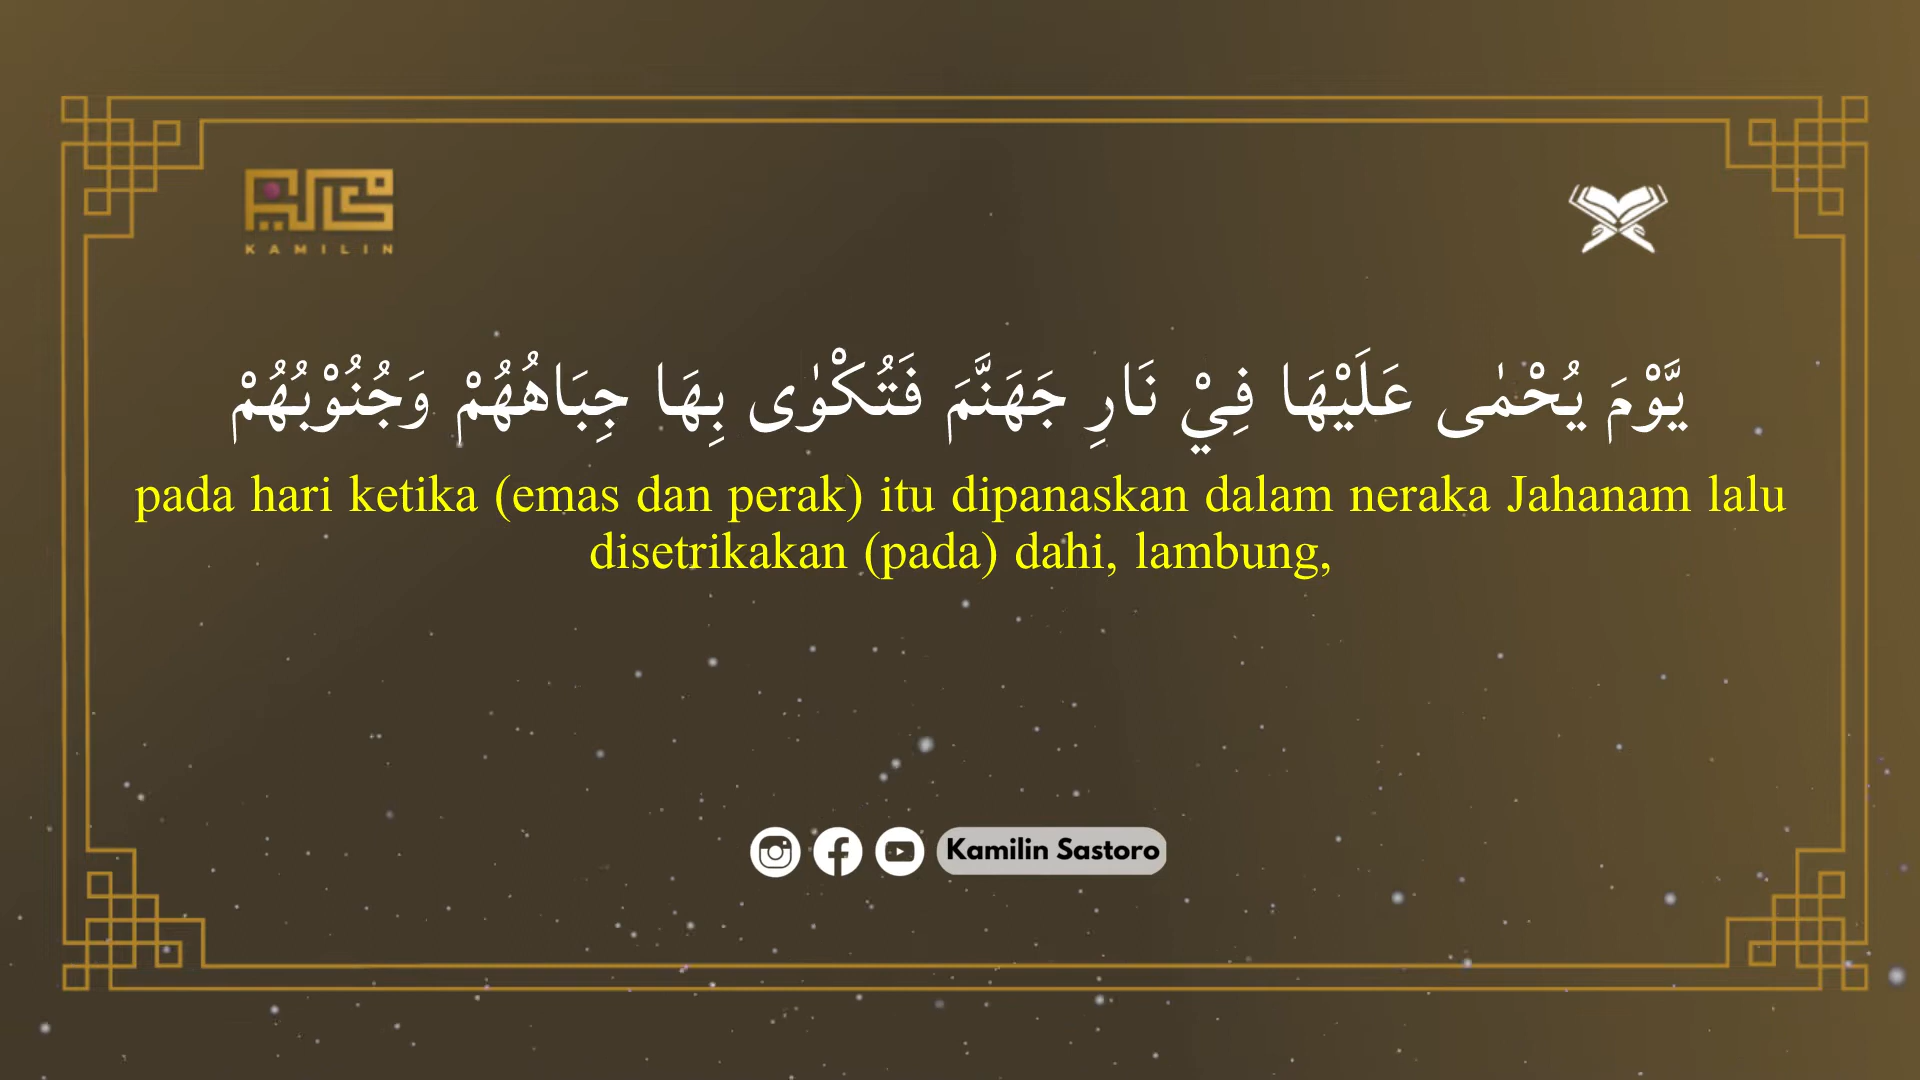 KAMILIN
يَّوْمَ يُحْمٰى عَلَيْهَا فِيْ نَارِ جَهَنَّمَ فَتُكْوٰى بِهَا جِبَاهُهُمْ وَجُنُوْبُهُمْ
pada hari ketika (emas dan perak) itu dipanaskan dalam neraka Jahanam lalu
disetrikakan (pada) dahi, lambung,
Kamilin Sastoro